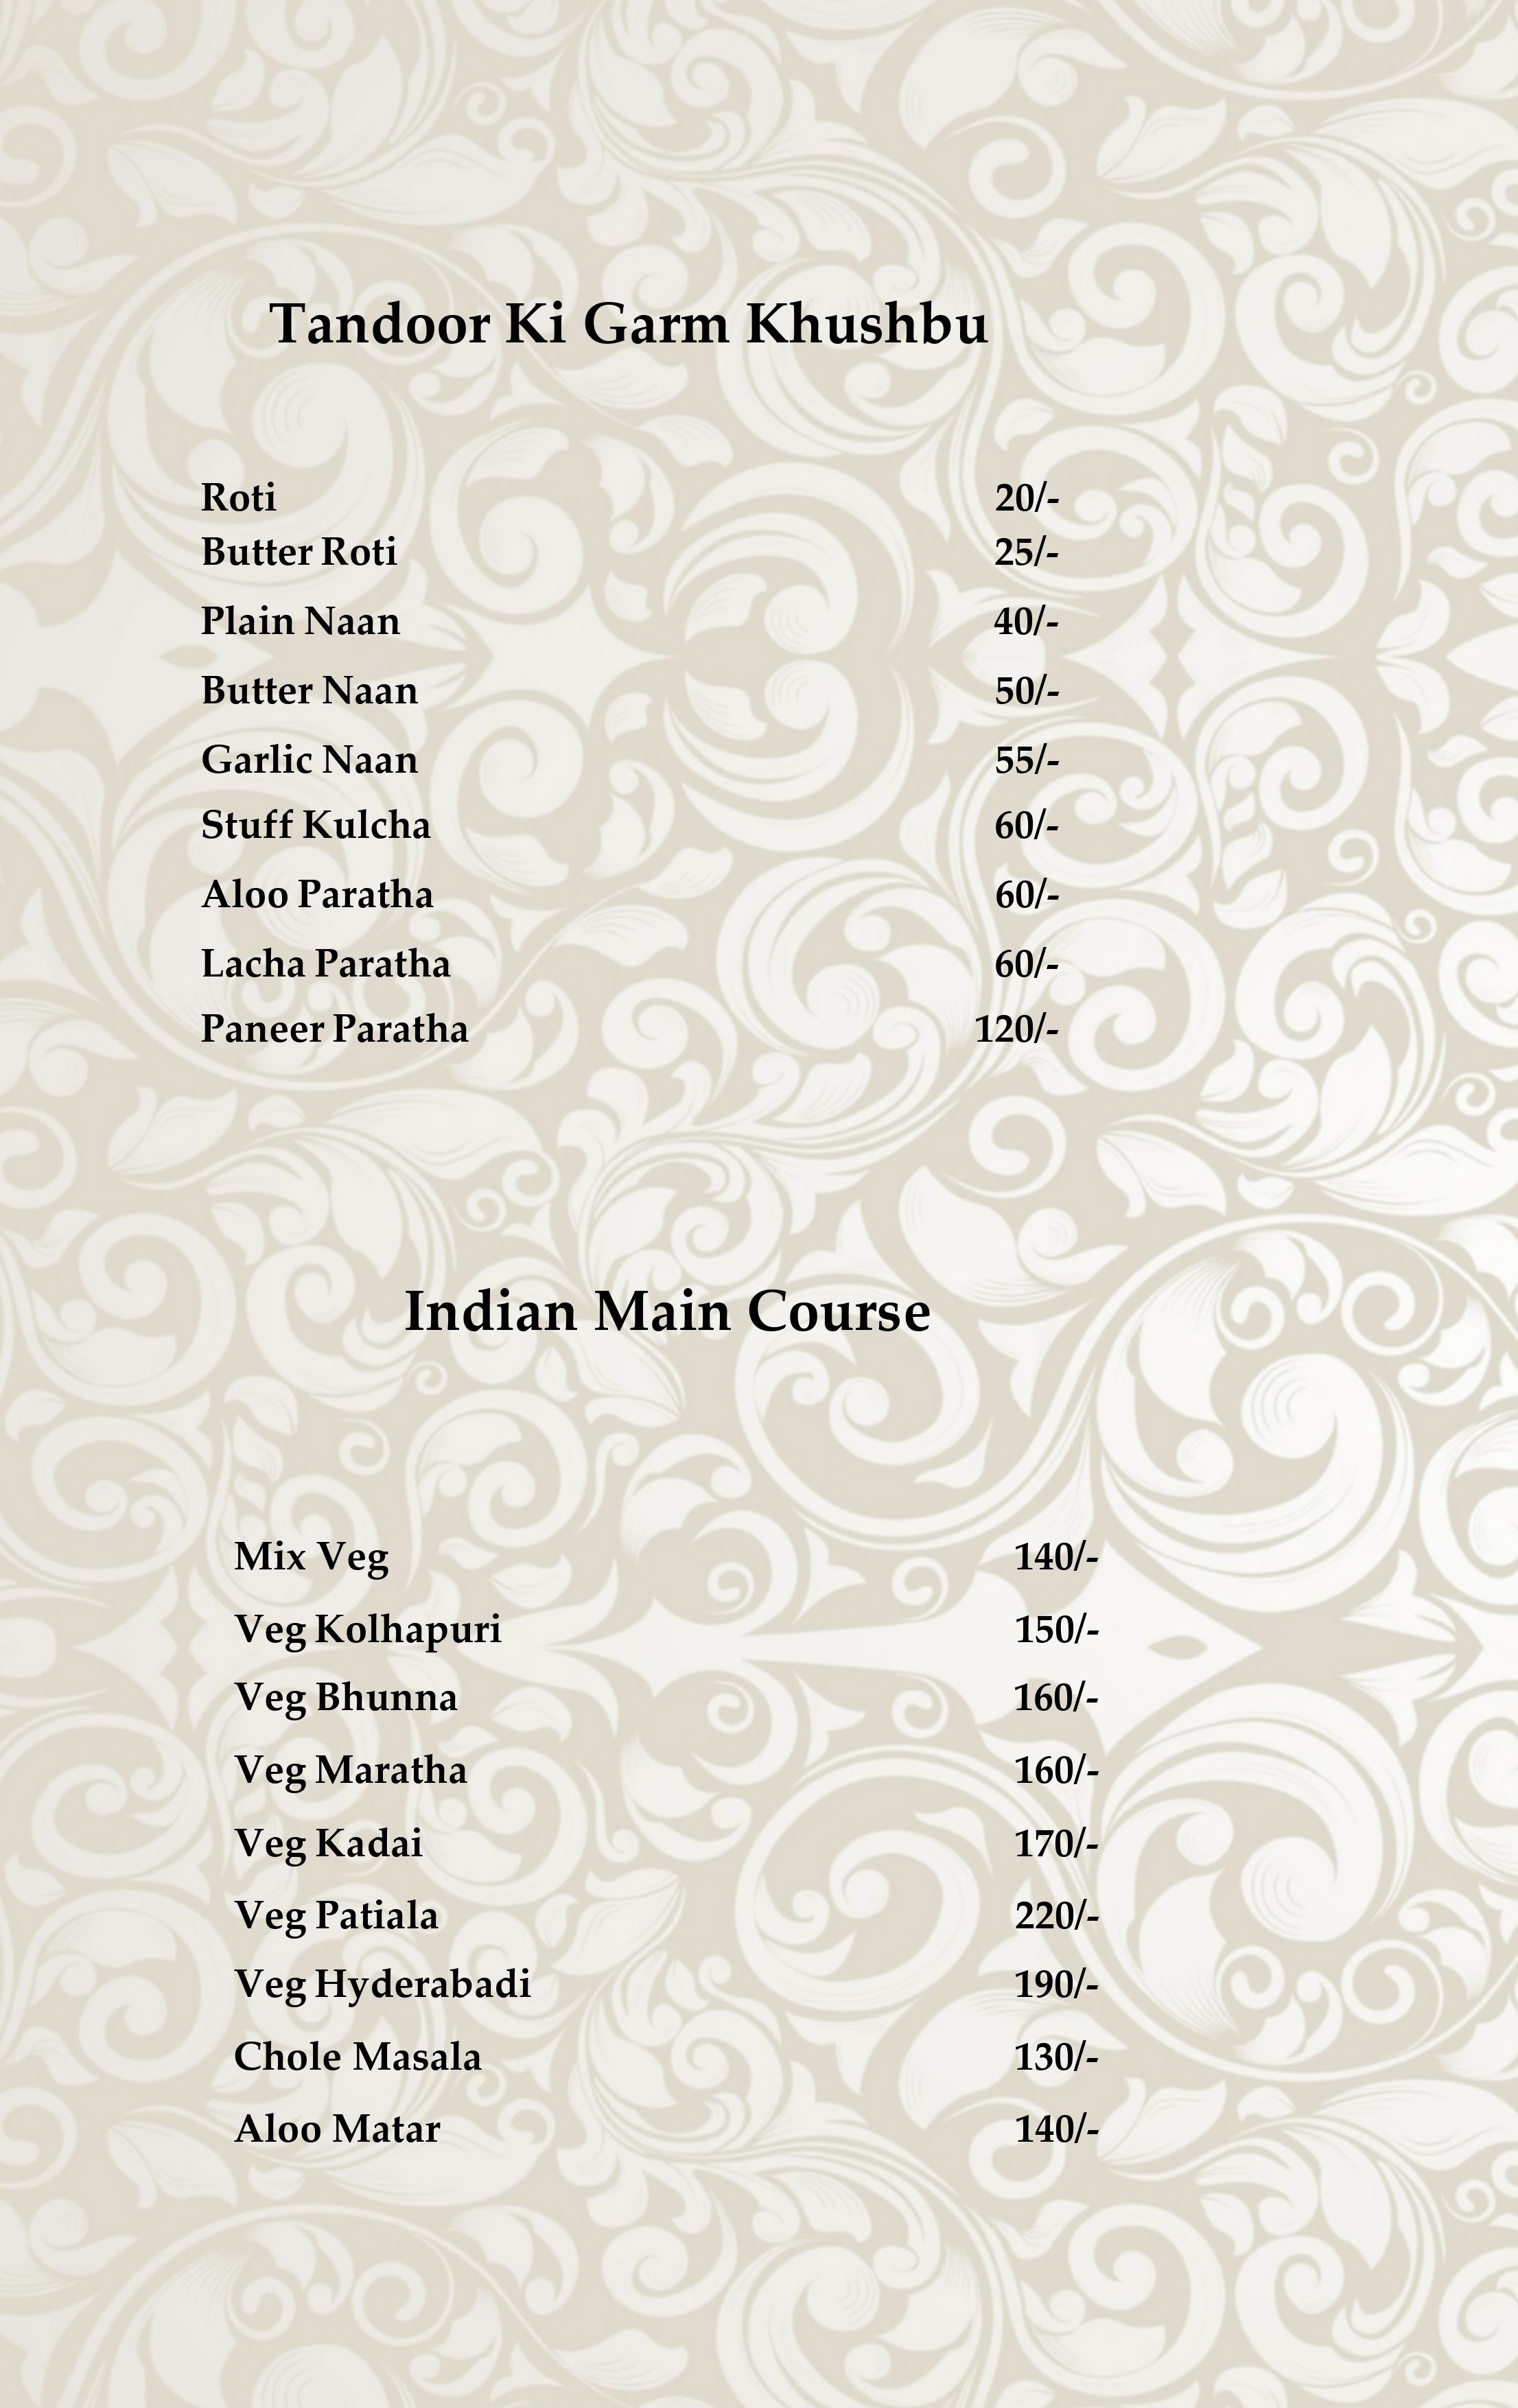 Tandoor Ki Garm Khushbu
Roti 20/-
Butter Roti 25/-
Plain Naan 40/-
Butter Naan 50/-
Garlic Naan 55/-
Stuff Kulcha 60/-
Aloo Paratha 60/-
Lacha Paratha 60/-
Paneer Paratha 120/-
Indian Main Course
Mix Veg 140/-
Veg Kolhapuri 150/-
Veg Bhunna 160/-
Veg Maratha 160/-
Veg Kadai 170/-
Veg Patiala 220/-
Veg Hyderabadi 190/-
Chole Masala 130/-
Aloo Matar 140/-